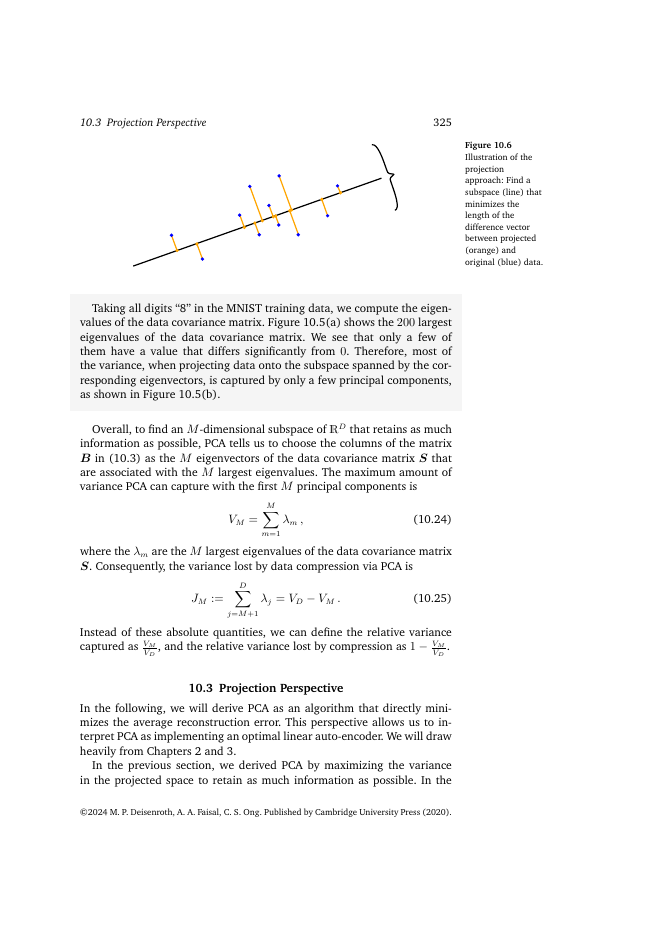 10.3 Projection Perspective 325
Figure 10.6
Illustration of the
projection
approach: Find a
subspace (line) that
minimizes the
length of the
difference vector
between projected
(orange) and
original (blue) data.
Taking all digits “8” in the MNIST training data, we compute the eigen-
values of the data covariance matrix. Figure 10.5(a) shows the 200 largest
eigenvalues of the data covariance matrix. We see that only a few of
them have a value that differs significantly from 0. Therefore, most of
the variance, when projecting data onto the subspace spanned by the cor-
responding eigenvectors, is captured by only a few principal components,
as shown in Figure 10.5(b).
Overall, to find an M-dimensional subspace of ℝ^D that retains as much
information as possible, PCA tells us to choose the columns of the matrix
B in (10.3) as the M eigenvectors of the data covariance matrix S that
are associated with the M largest eigenvalues. The maximum amount of
variance PCA can capture with the first M principal components is
V_M = ∑_{m=1}^{M} λ_m , (10.24)
where the λ_m are the M largest eigenvalues of the data covariance matrix
S. Consequently, the variance lost by data compression via PCA is
J_M := ∑_{j=M+1}^{D} λ_j = V_D − V_M . (10.25)
Instead of these absolute quantities, we can define the relative variance
captured as V_M/V_D, and the relative variance lost by compression as 1 − V_M/V_D.
10.3 Projection Perspective
In the following, we will derive PCA as an algorithm that directly mini-
mizes the average reconstruction error. This perspective allows us to in-
terpret PCA as implementing an optimal linear auto-encoder. We will draw
heavily from Chapters 2 and 3.
In the previous section, we derived PCA by maximizing the variance
in the projected space to retain as much information as possible. In the
©2024 M. P. Deisenroth, A. A. Faisal, C. S. Ong. Published by Cambridge University Press (2020).